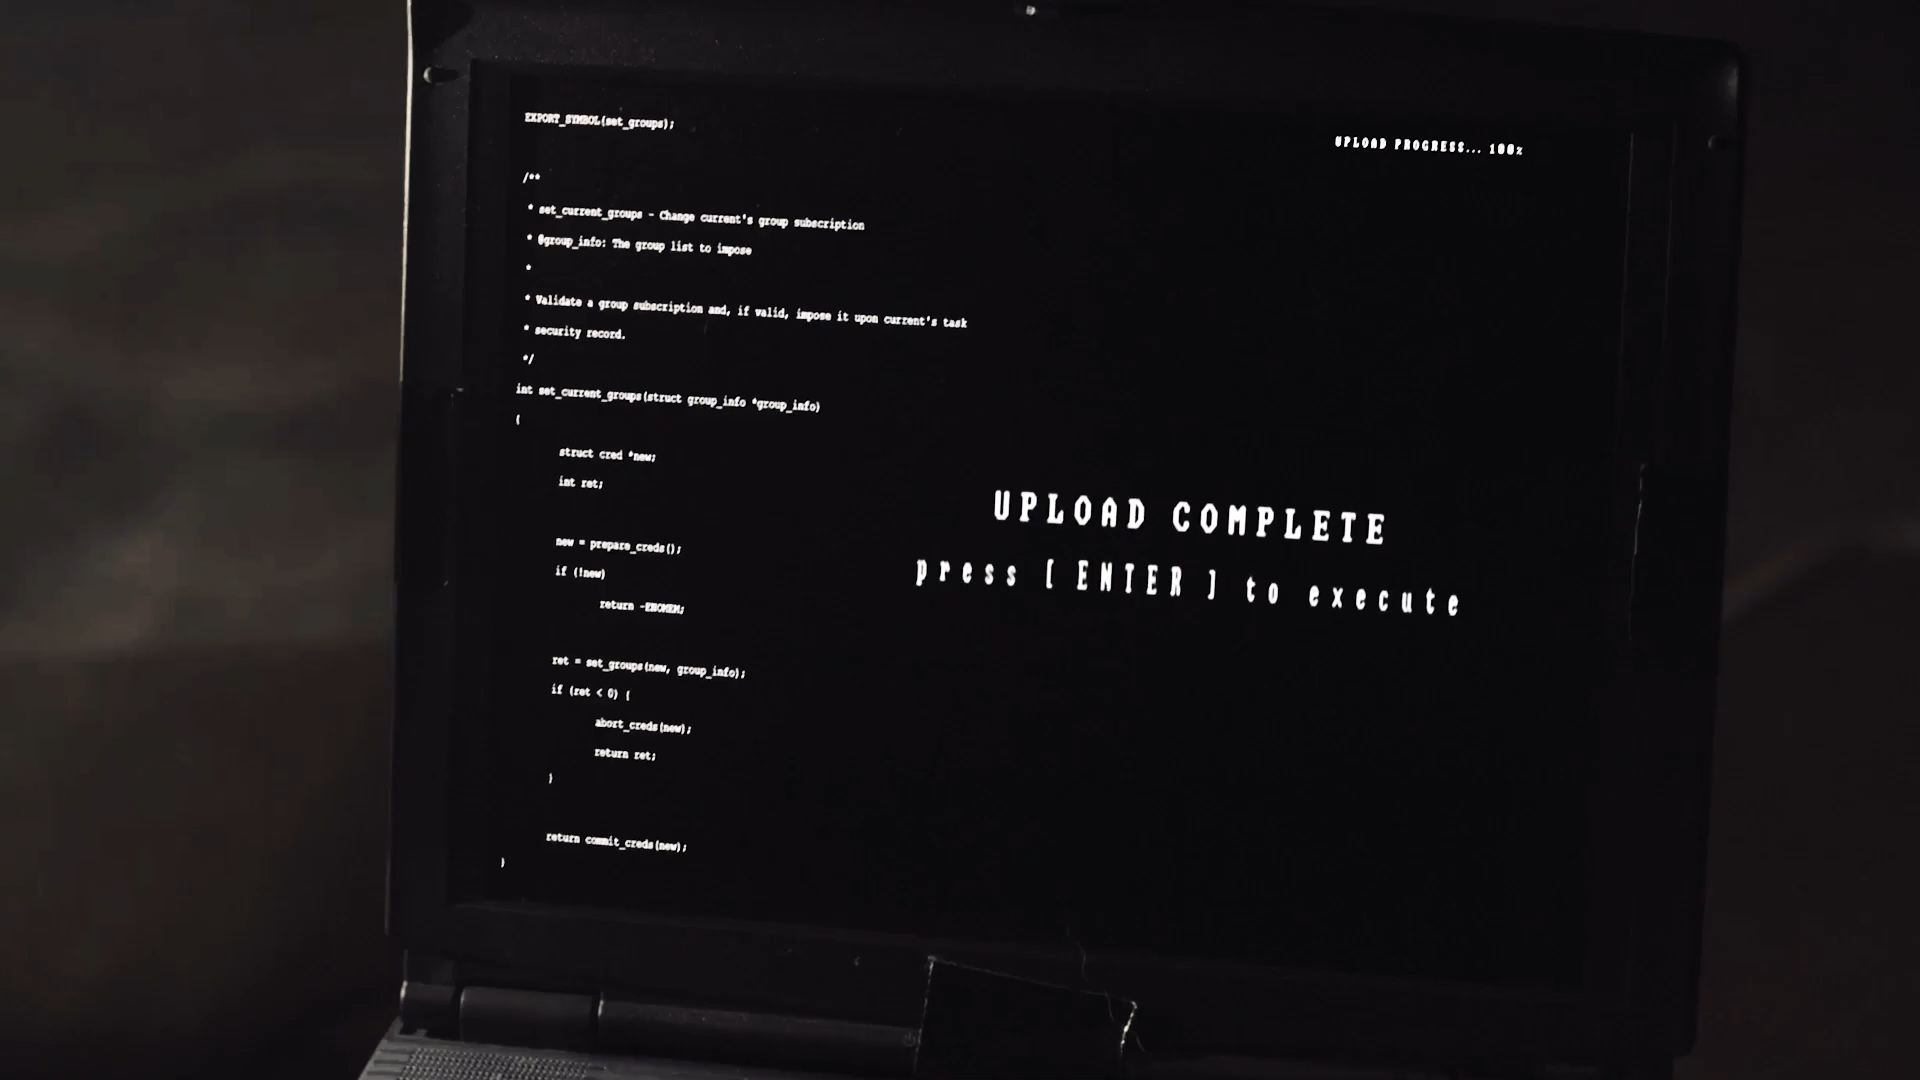 EXPORT_SYMBOL(set_groups);
UPLOAD PROGRESS... 100%
/**
* set_current_groups - Change current's group subscription
* @group_info: The group list to impose
*
* Validate a group subscription and, if valid, impose it upon current's task
* security record.
*/
int set_current_groups(struct group_info *group_info)
{
struct cred *new;
int ret;
new = prepare_creds();
if (!new)
return -ENOMEM;
ret = set_groups(new, group_info);
if (ret < 0) {
abort_creds(new);
return ret;
}
return commit_creds(new);
}
UPLOAD COMPLETE
press [ ENTER ] to execute